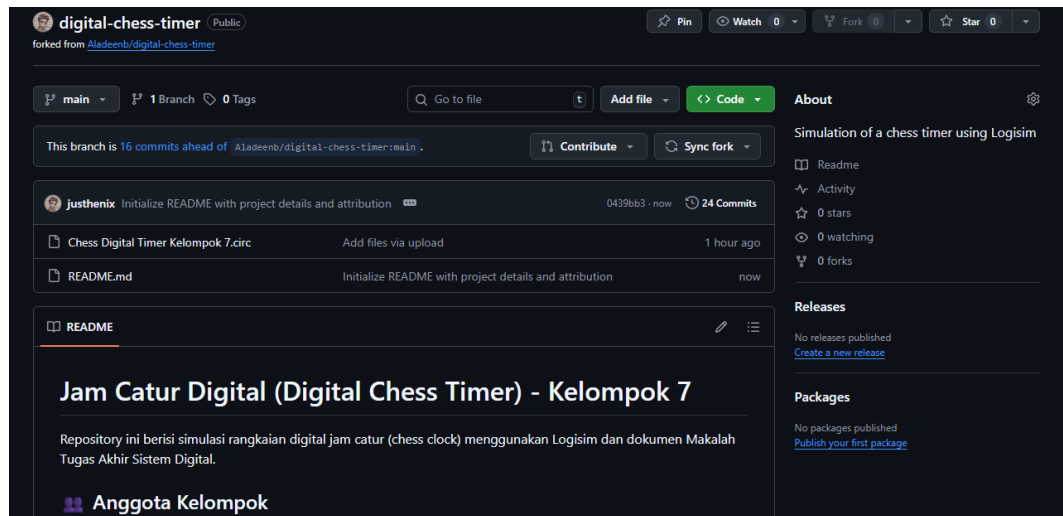 digital-chess-timer Public
Pin
Watch 0
Fork 0
Star 0
forked from Aladeenb/digital-chess-timer
main
1 Branch
0 Tags
Go to file
t
Add file
<> Code
This branch is 16 commits ahead of Aladeenb/digital-chess-timer:main .
Contribute
Sync fork
justhenix Initialize README with project details and attribution
0439bb3 · now
24 Commits
Chess Digital Timer Kelompok 7.circ
Add files via upload
1 hour ago
README.md
Initialize README with project details and attribution
now
README
Jam Catur Digital (Digital Chess Timer) - Kelompok 7
Repository ini berisi simulasi rangkaian digital jam catur (chess clock) menggunakan Logisim dan dokumen Makalah
Tugas Akhir Sistem Digital.
Anggota Kelompok
About
Simulation of a chess timer using Logisim
Readme
Activity
0 stars
0 watching
0 forks
Releases
No releases published
Create a new release
Packages
No packages published
Publish your first package